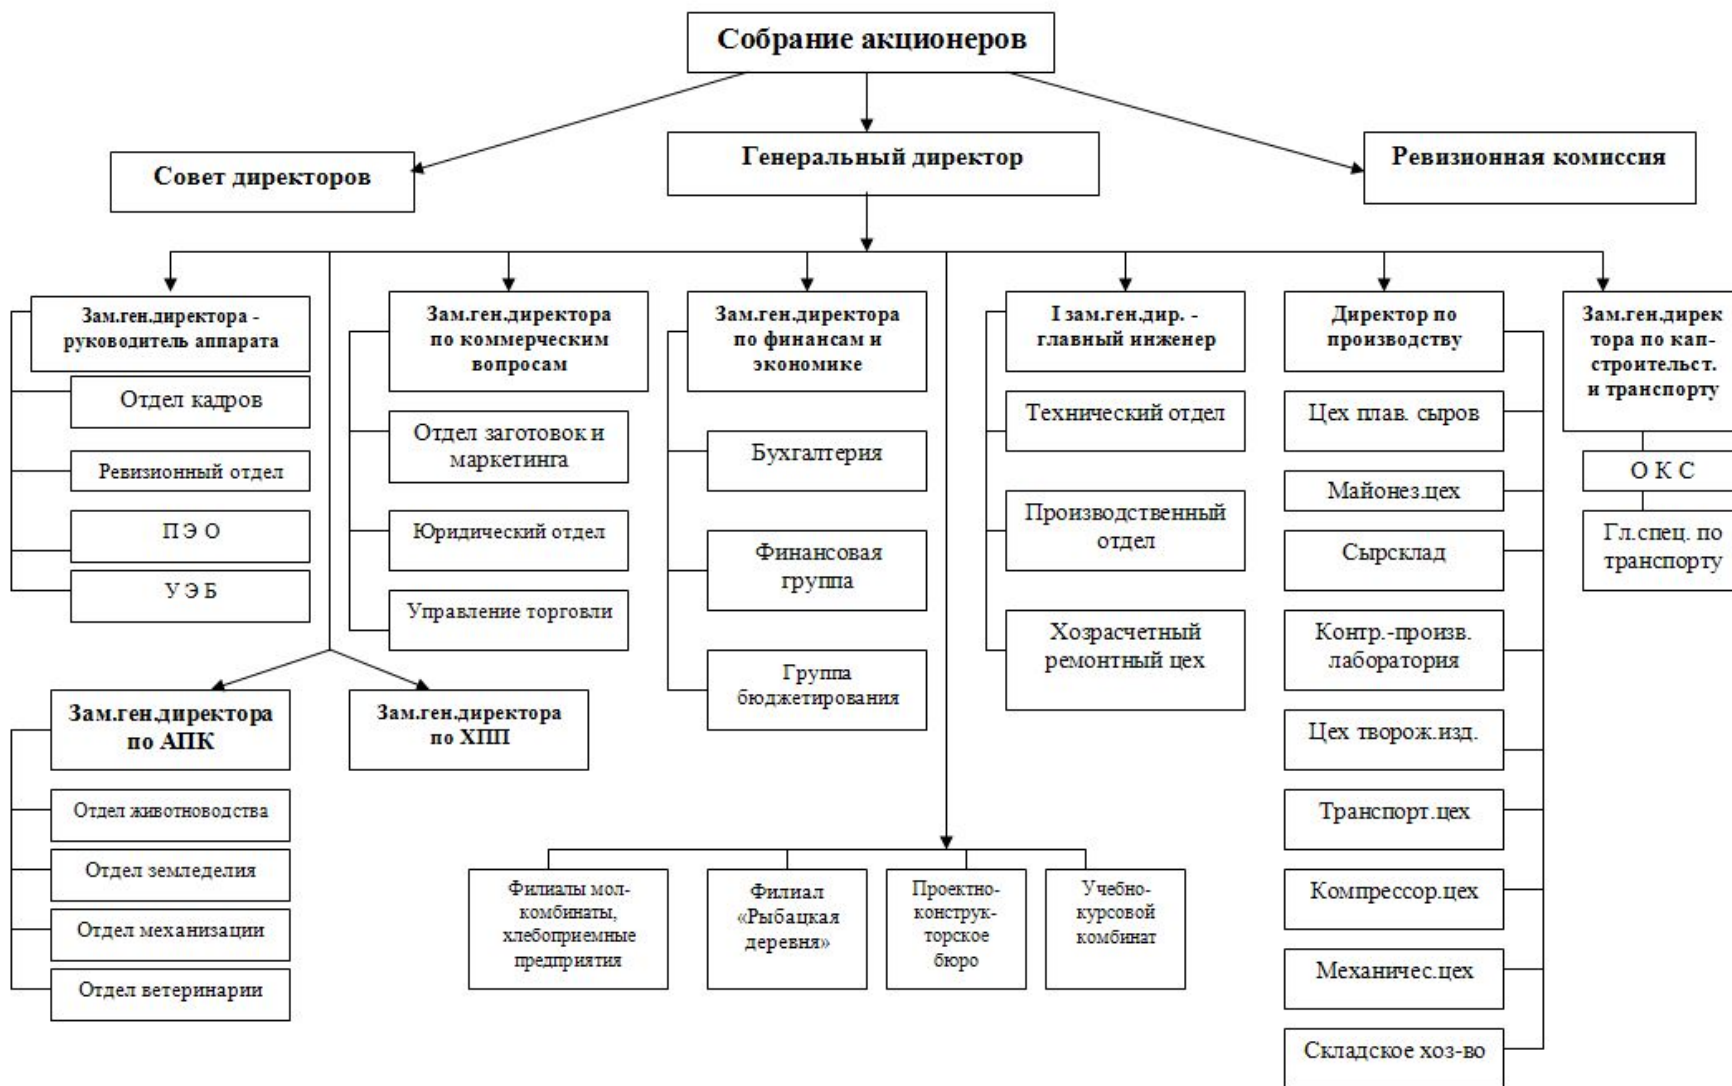 Собрание акционеров
Совет директоров
Генеральный директор
Ревизионная комиссия
Зам.ген.директора -
руководитель аппарата
Отдел кадров
Ревизионный отдел
П Э О
У Э Б
Зам.ген.директора
по АПК
Отдел животноводства
Отдел земледелия
Отдел механизации
Отдел ветеринарии
Зам.ген.директора
по ХПП
Зам.ген.директора
по коммерческим
вопросам
Отдел заготовок и
маркетинга
Юридический отдел
Управление торговли
Зам.ген.директора
по финансам и
экономике
Бухгалтерия
Финансовая
группа
Группа
бюджетирования
Филиалы мол-
комбинаты,
хлебоприемные
предприятия
Филиал
«Рыбацкая
деревня»
Проектно-
конструк-
торское
бюро
Учебно-
курсовой
комбинат
I зам.ген.дир. -
главный инженер
Технический отдел
Производственный
отдел
Хозрасчетный
ремонтный цех
Директор по
производству
Цех плав. сыров
Майонез.цех
Сырсклад
Контр.-произв.
лаборатория
Цех творож.изд.
Транспорт.цех
Компрессор.цех
Механичес.цех
Складское хоз-во
Зам.ген.дирек
тора по кап-
строительст.
и транспорту
О К С
Гл.спец. по
транспорту